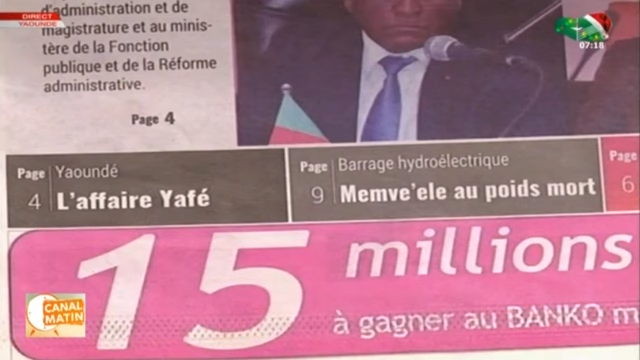 DIRECT
YAOUNDE
07:18
d'administration et de
magistrature et au minis-
tère de la Fonction
publique et de la Réforme
administrative.
Page 4
Page 4
Yaoundé
L'affaire Yafé
Page 9
Barrage hydroélectrique
Memve'ele au poids mort
Page 6
15 millions
à gagner au BANKO m
CANAL
MATIN